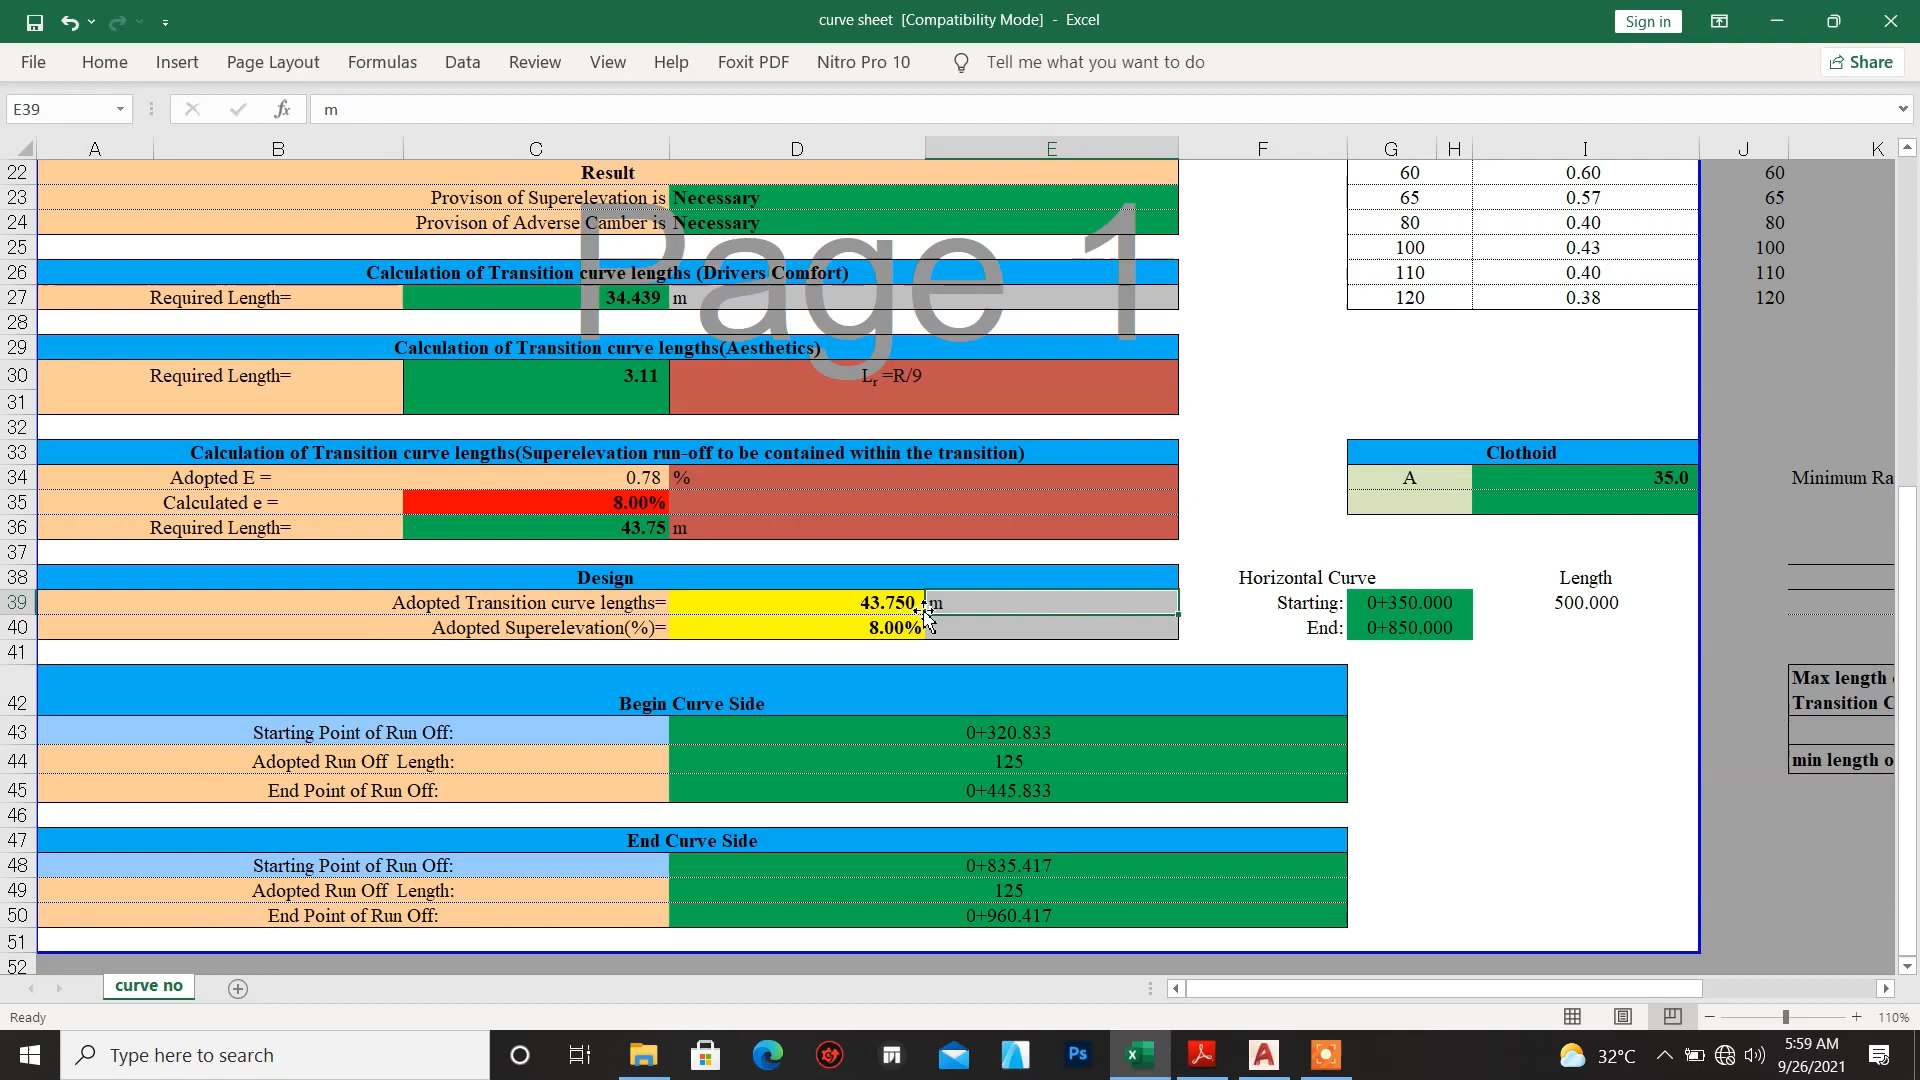 curve sheet [Compatibility Mode] - Excel
Sign in
File Home Insert Page Layout Formulas Data Review View Help Foxit PDF Nitro Pro 10 Tell me what you want to do Share
E39 fx m
A B C D E F G H I J K
22 Result 60 0.60 60
23 Provison of Superelevation is Necessary 65 0.57 65
24 Provison of Adverse Camber is Necessary 80 0.40 80
25 100 0.43 100
26 Calculation of Transition curve lengths (Drivers Comfort) 110 0.40 110
27 Required Length= 34.439 m 120 0.38 120
Page 1
28
29 Calculation of Transition curve lengths(Aesthetics)
30 Required Length= 3.11 Lr =R/9
31
32
33 Calculation of Transition curve lengths(Superelevation run-off to be contained within the transition) Clothoid
34 Adopted E = 0.78 % A 35.0 Minimum Ra
35 Calculated e = 8.00%
36 Required Length= 43.75 m
37
38 Design Horizontal Curve Length
39 Adopted Transition curve lengths= 43.750 m Starting: 0+350.000 500.000
40 Adopted Superelevation(%)= 8.00% End: 0+850.000
41
Max length
42 Begin Curve Side Transition C
43 Starting Point of Run Off: 0+320.833
44 Adopted Run Off Length: 125 min length o
45 End Point of Run Off: 0+445.833
46
47 End Curve Side
48 Starting Point of Run Off: 0+835.417
49 Adopted Run Off Length: 125
50 End Point of Run Off: 0+960.417
51
52
curve no
Ready 110%
Type here to search Ps 32°C 5:59 AM
9/26/2021